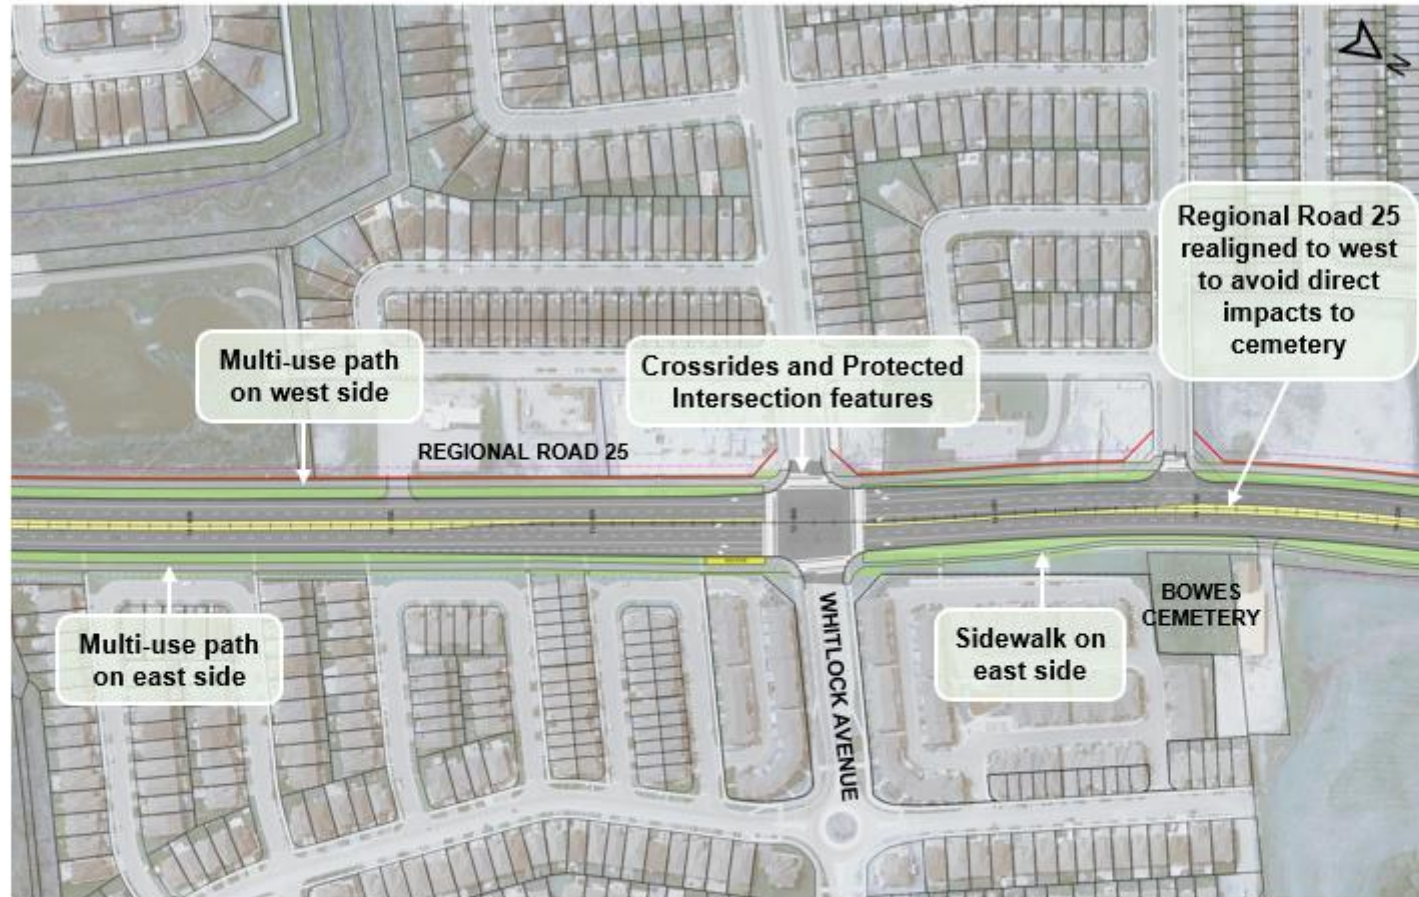 N
Regional Road 25
realigned to west
to avoid direct
impacts to
cemetery
Multi-use path
on west side
Crossrides and Protected
Intersection features
REGIONAL ROAD 25
BOWES
CEMETERY
Multi-use path
on east side
WHITLOCK AVENUE
Sidewalk on
east side